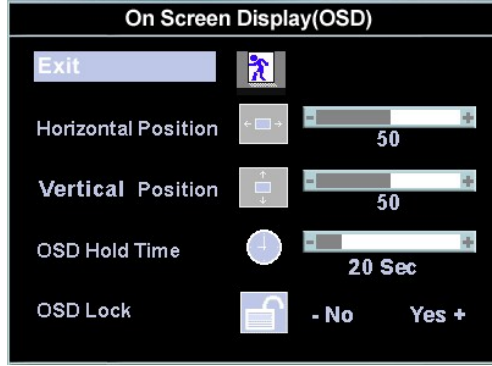 On Screen Display(OSD)
Exit
Horizontal Position - +
50
Vertical Position - +
50
OSD Hold Time - +
20 Sec
OSD Lock - No Yes +